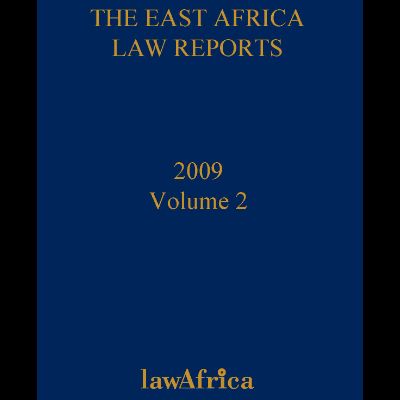 THE EAST AFRICA
LAW REPORTS
2009
Volume 2
lawAfrica